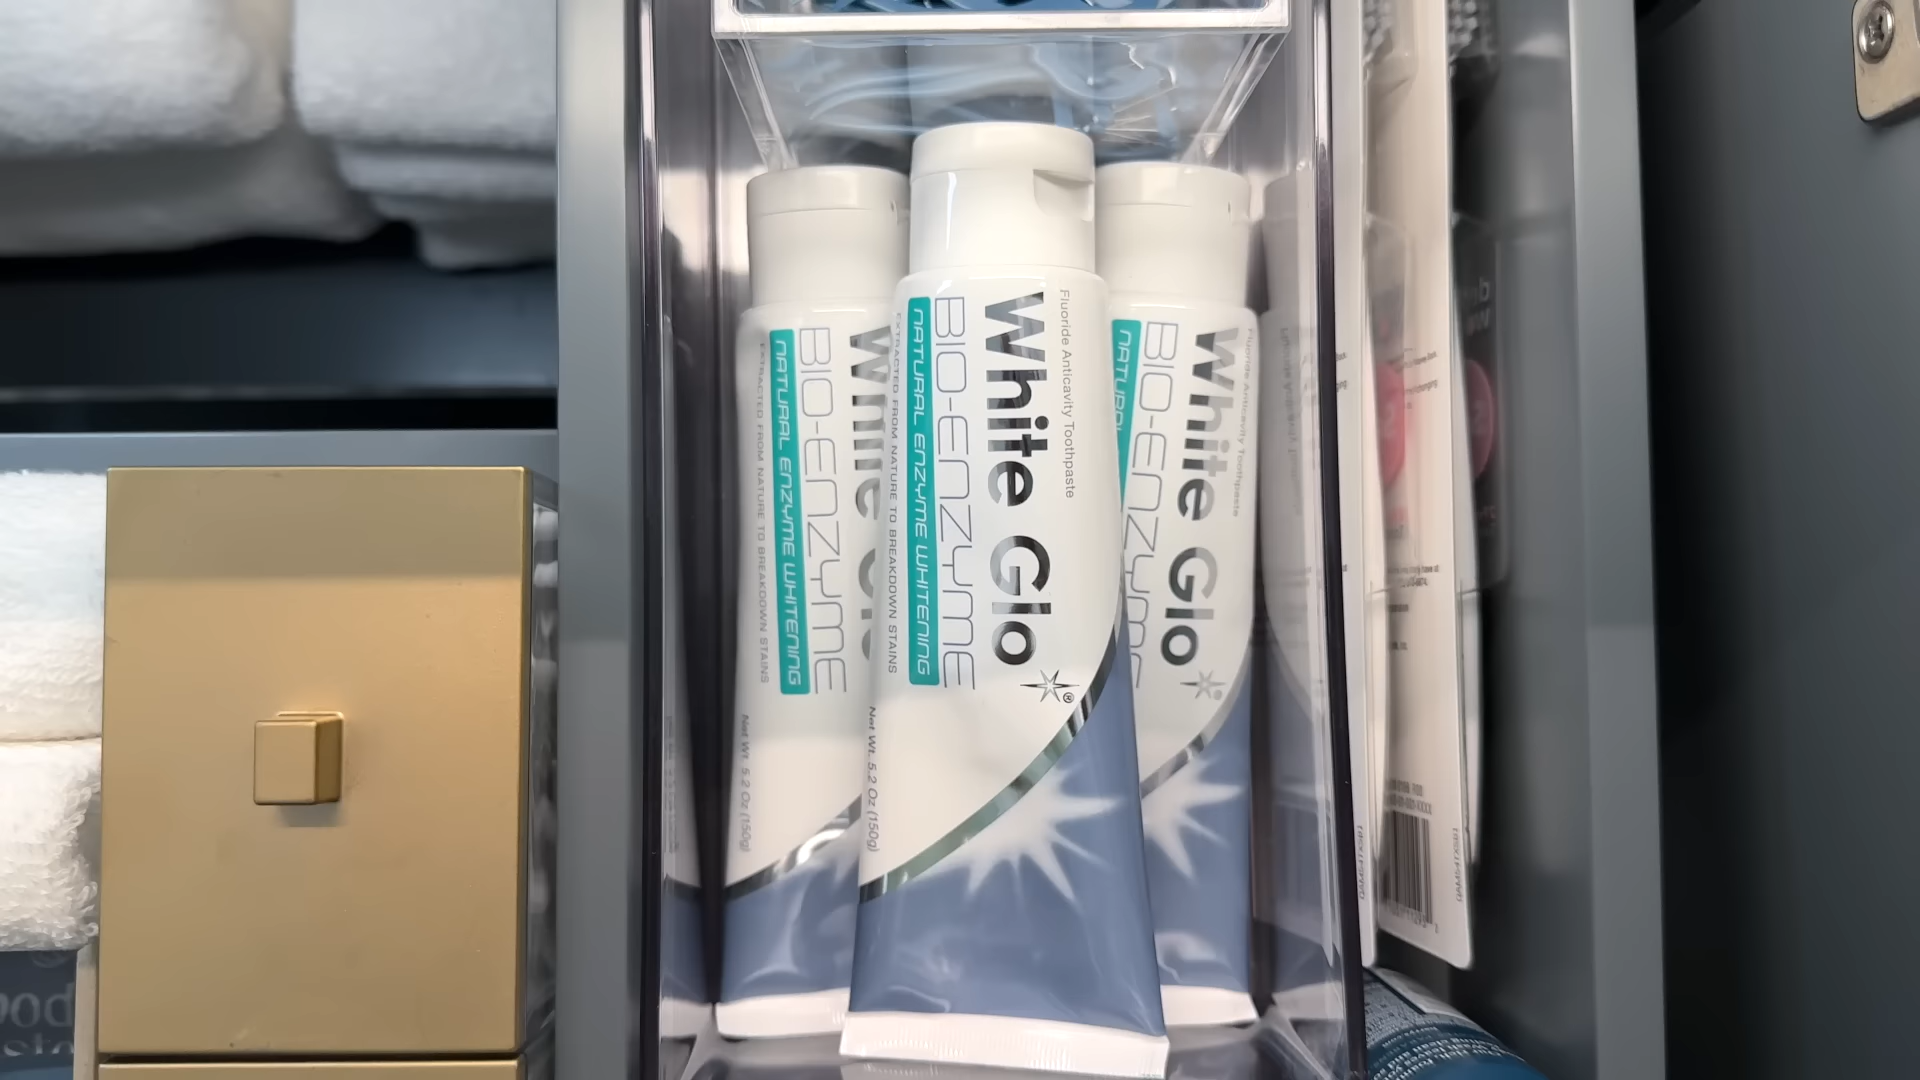 Fluoride Anticavity Toothpaste
White Glo®
BIO-ENZYME
NATURAL ENZYME WHITENING
EXTRACTED FROM NATURE TO BREAKDOWN STAINS
Net Wt. 5.2 Oz (150g)
White Glo
BIO-ENZYME
NATURAL ENZYME WHITENING
EXTRACTED FROM NATURE TO BREAKDOWN STAINS
Net Wt. 5.2 Oz (150g)
Fluoride Anticavity Toothpaste
White Glo
BIO-ENZYME
NATURAL